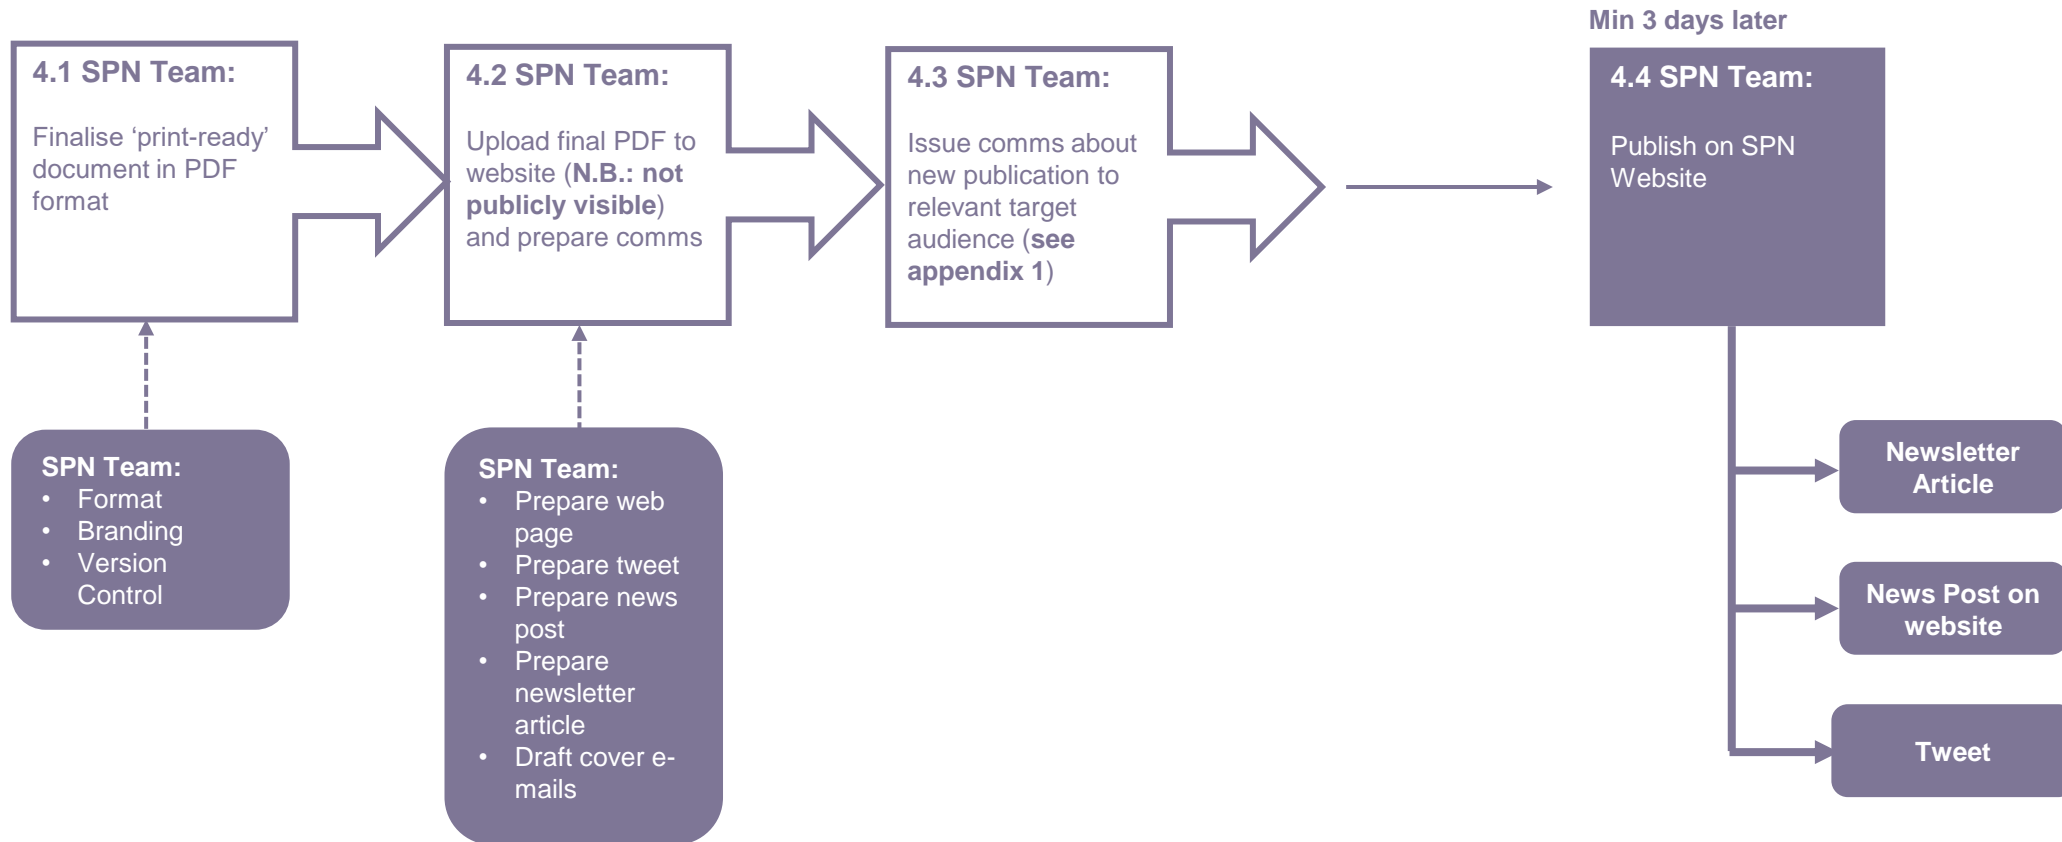 Min 3 days later
4.1 SPN Team:
Finalise ‘print-ready’
document in PDF
format
4.2 SPN Team:
Upload final PDF to
website (N.B.: not
publicly visible)
and prepare comms
4.3 SPN Team:
Issue comms about
new publication to
relevant target
audience (see
appendix 1)
4.4 SPN Team:
Publish on SPN
Website
SPN Team:
• Format
• Branding
• Version
Control
SPN Team:
• Prepare web
page
• Prepare tweet
• Prepare news
post
• Prepare
newsletter
article
• Draft cover e-
mails
Newsletter
Article
News Post on
website
Tweet